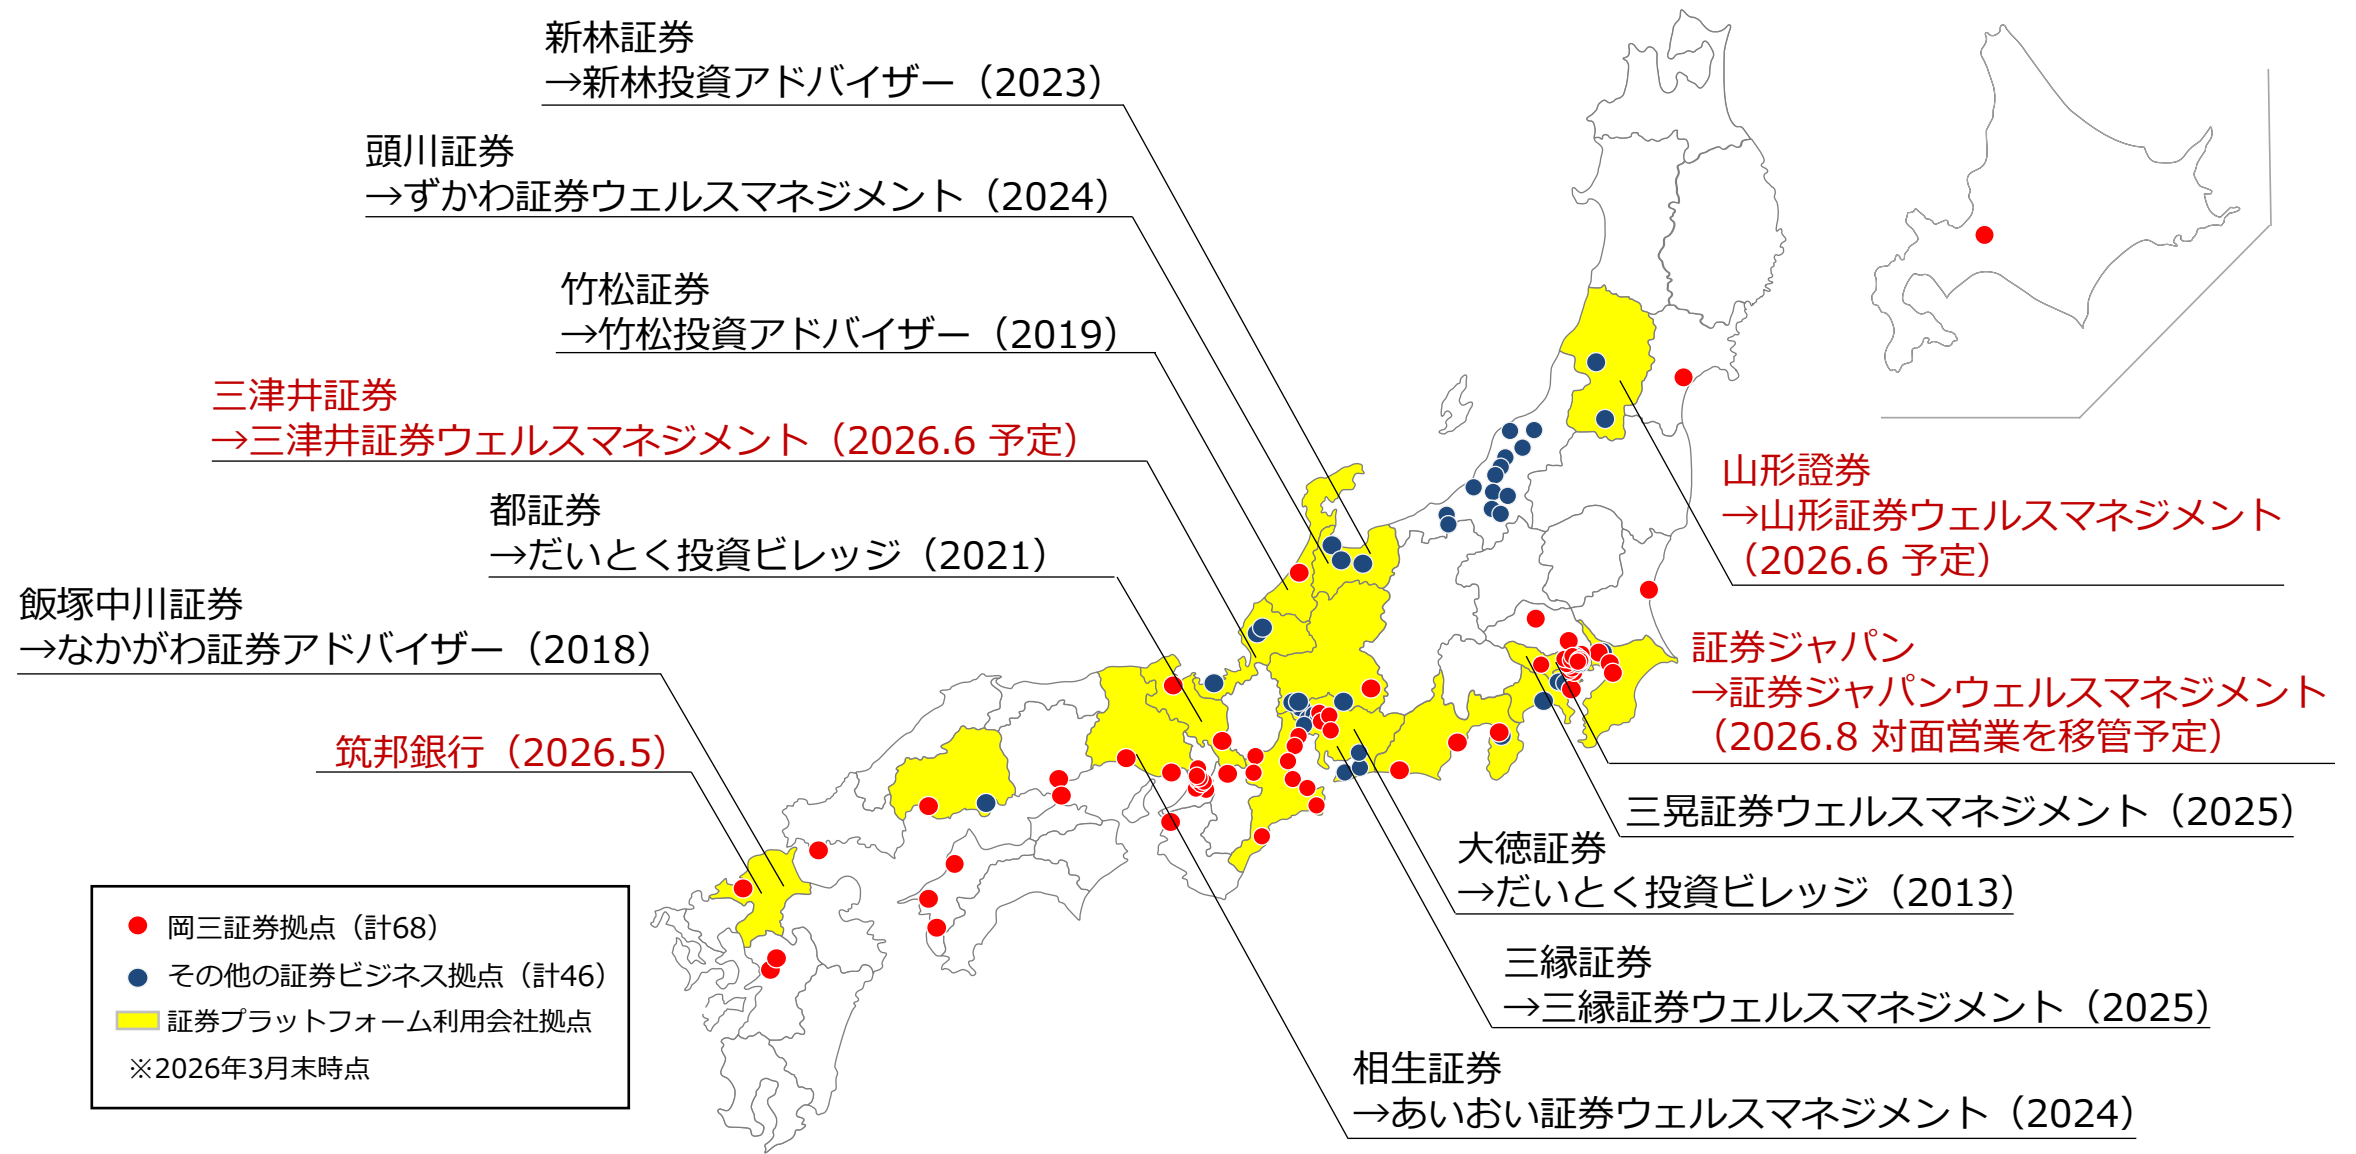 新林証券
→新林投資アドバイザー（2023）
頭川証券
→ずかわ証券ウェルスマネジメント（2024）
竹松証券
→竹松投資アドバイザー（2019）
三津井証券
→三津井証券ウェルスマネジメント（2026.6 予定）
都証券
→だいとく投資ビレッジ（2021）
飯塚中川証券
→なかがわ証券アドバイザー（2018）
筑邦銀行（2026.5）
山形證券
→山形証券ウェルスマネジメント
（2026.6 予定）
証券ジャパン
→証券ジャパンウェルスマネジメント
（2026.8 対面営業を移管予定）
三晃証券ウェルスマネジメント（2025）
大徳証券
→だいとく投資ビレッジ（2013）
三縁証券
→三縁証券ウェルスマネジメント（2025）
相生証券
→あいおい証券ウェルスマネジメント（2024）
岡三証券拠点（計68）
その他の証券ビジネス拠点（計46）
証券プラットフォーム利用会社拠点
※2026年3月末時点